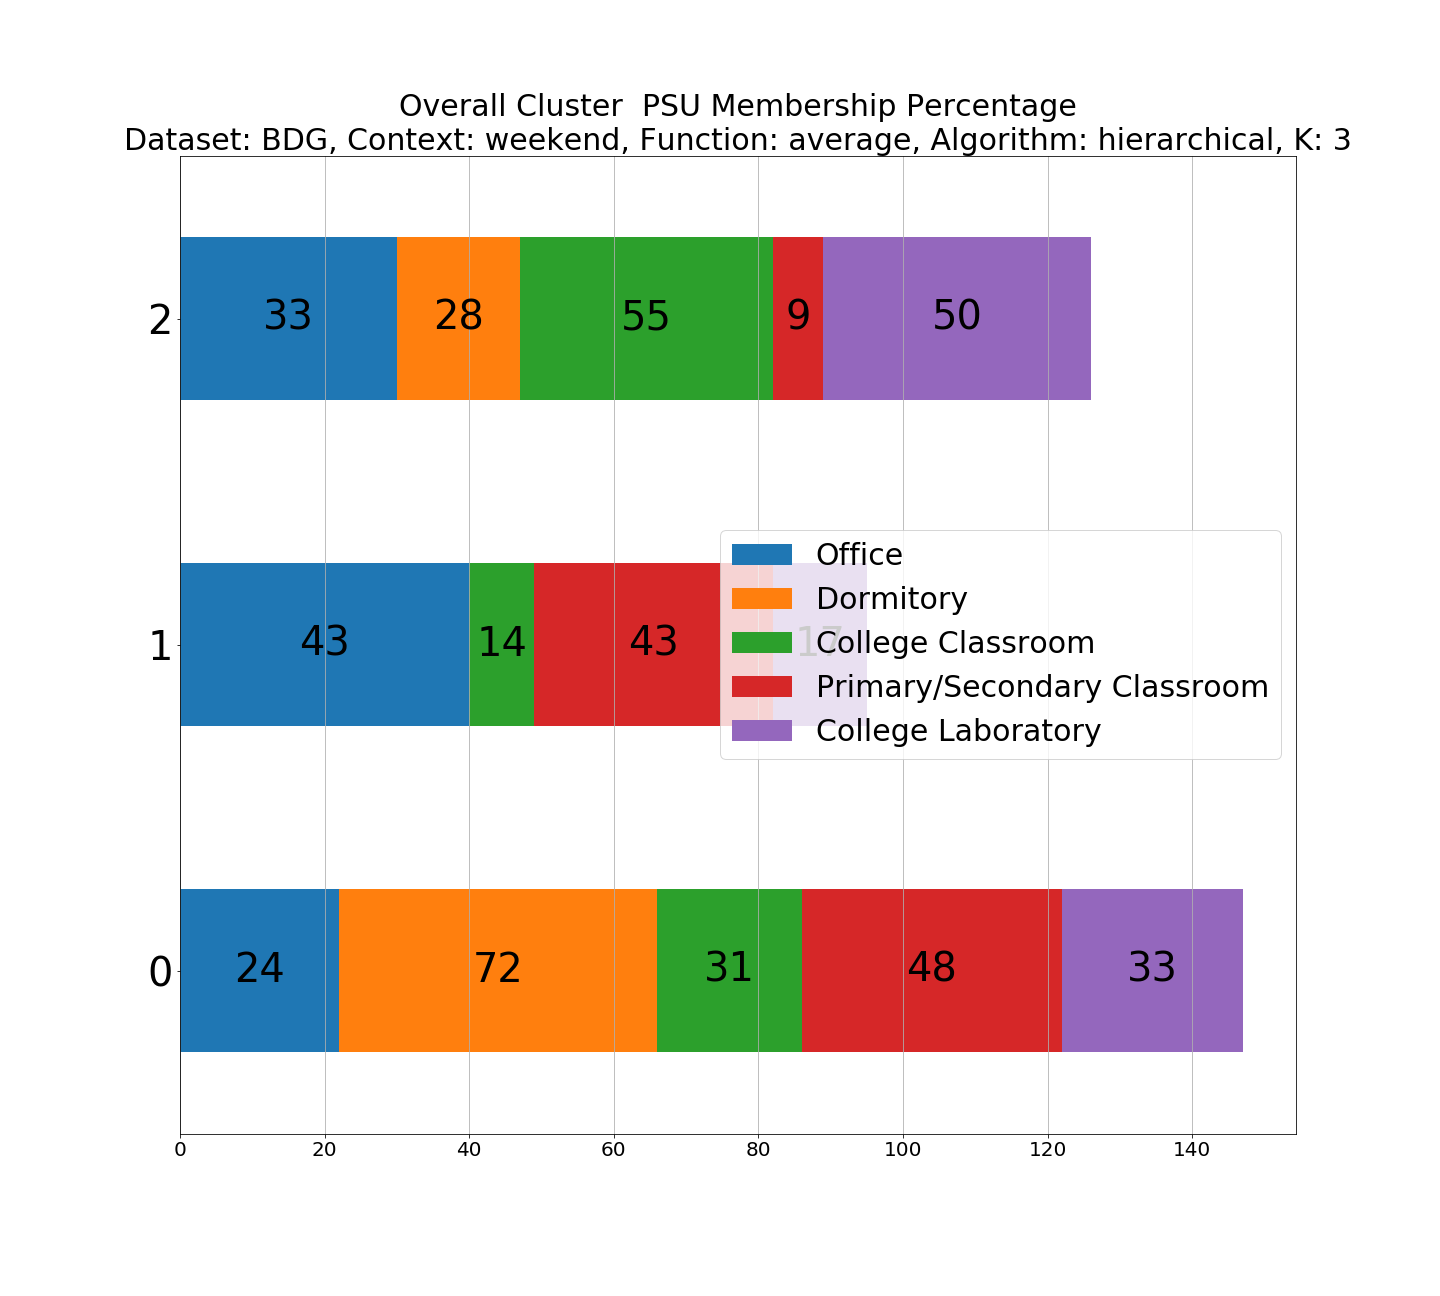 Overall Cluster  PSU Membership Percentage
Dataset: BDG, Context: weekend, Function: average, Algorithm: hierarchical, K: 3
2
33 28 55 9 50
1
43 14 43 17
Office
Dormitory
College Classroom
Primary/Secondary Classroom
College Laboratory
0
24 72 31 48 33
0 20 40 60 80 100 120 140